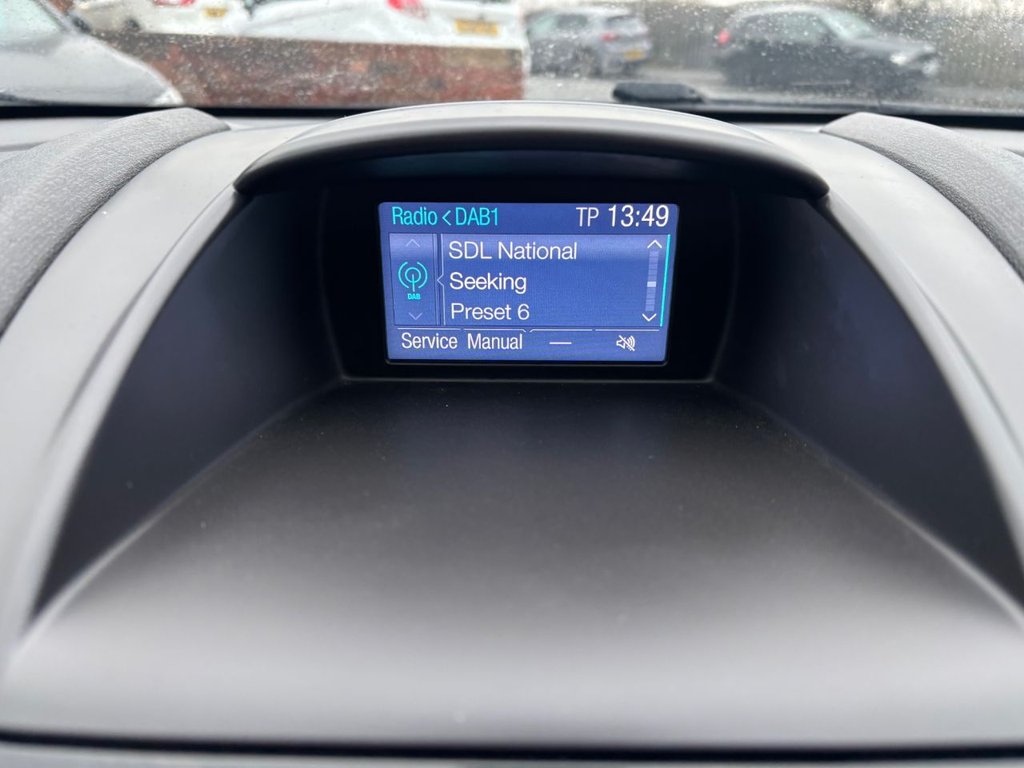 Radio < DAB1 TP 13:49
SDL National
DAB
Seeking
Preset 6
Service Manual —